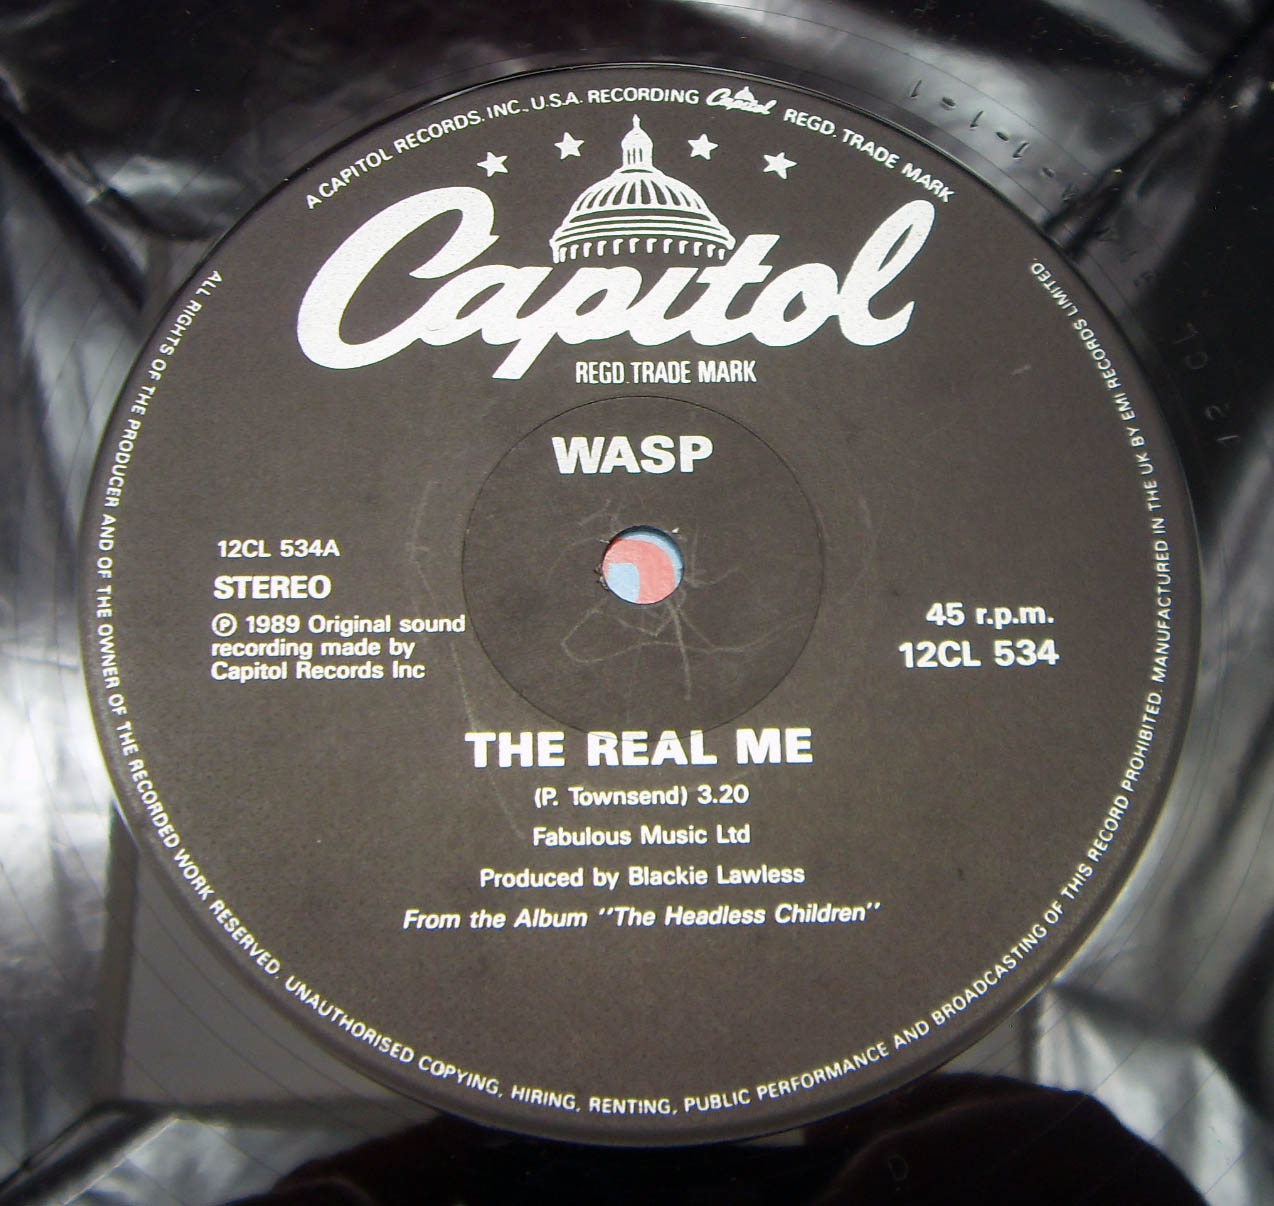 A CAPITOL RECORDS. INC., U.S.A. RECORDING Capitol REGD. TRADE MARK
Capitol
REGD. TRADE MARK
WASP
12CL 534A
STEREO
℗ 1989 Original sound
recording made by
Capitol Records Inc
45 r.p.m.
12CL 534
THE REAL ME
(P. Townsend) 3.20
Fabulous Music Ltd
Produced by Blackie Lawless
From the Album "The Headless Children"
ALL RIGHTS OF THE PRODUCER AND OF THE OWNER OF THE RECORDED WORK RESERVED. UNAUTHORISED COPYING, HIRING, RENTING, PUBLIC PERFORMANCE AND BROADCASTING OF THIS RECORD PROHIBITED. MANUFACTURED IN THE UK BY EMI RECORDS LIMITED.